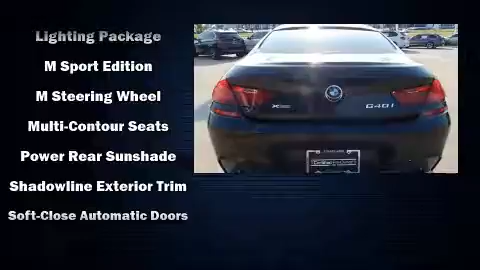 Lighting Package
M Sport Edition
M Steering Wheel
Multi-Contour Seats
Power Rear Sunshade
Shadowline Exterior Trim
Soft-Close Automatic Doors
xDrive
640i